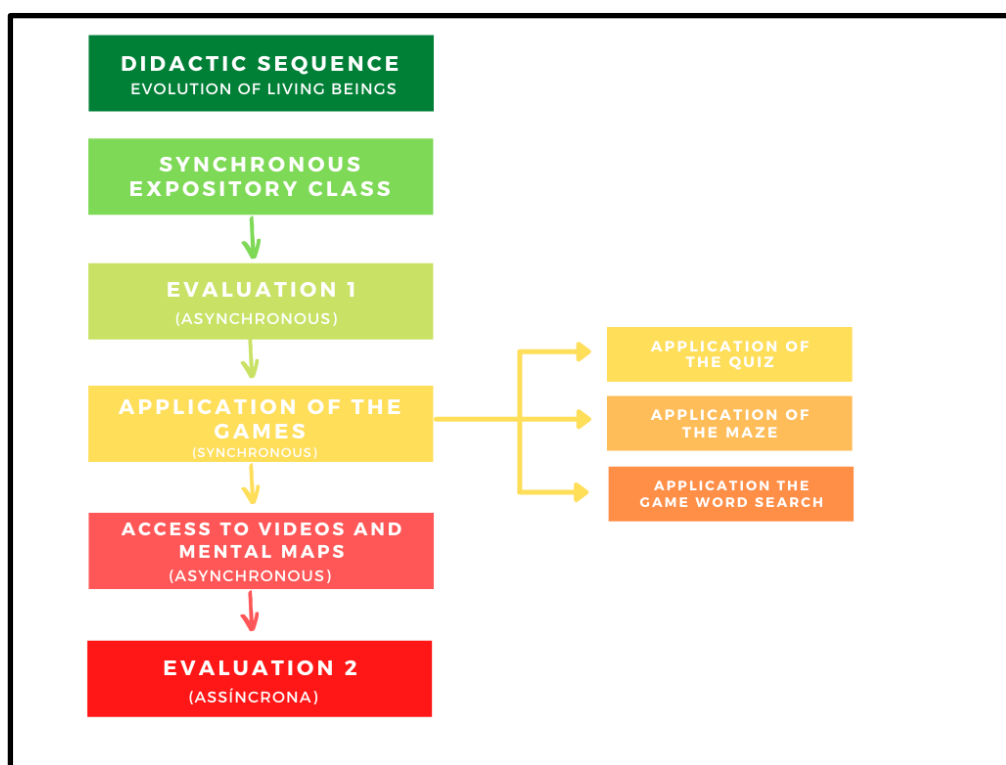 DIDACTIC SEQUENCE
EVOLUTION OF LIVING BEINGS
SYNCHRONOUS
EXPOSITORY CLASS
EVALUATION 1
(ASYNCHRONOUS)
APPLICATION OF THE
GAMES
(SYNCHRONOUS)
APPLICATION OF
THE QUIZ
APPLICATION OF
THE MAZE
APPLICATION THE
GAME WORD SEARCH
ACCESS TO VIDEOS AND
MENTAL MAPS
(ASYNCHRONOUS)
EVALUATION 2
(ASSÍNCRONA)